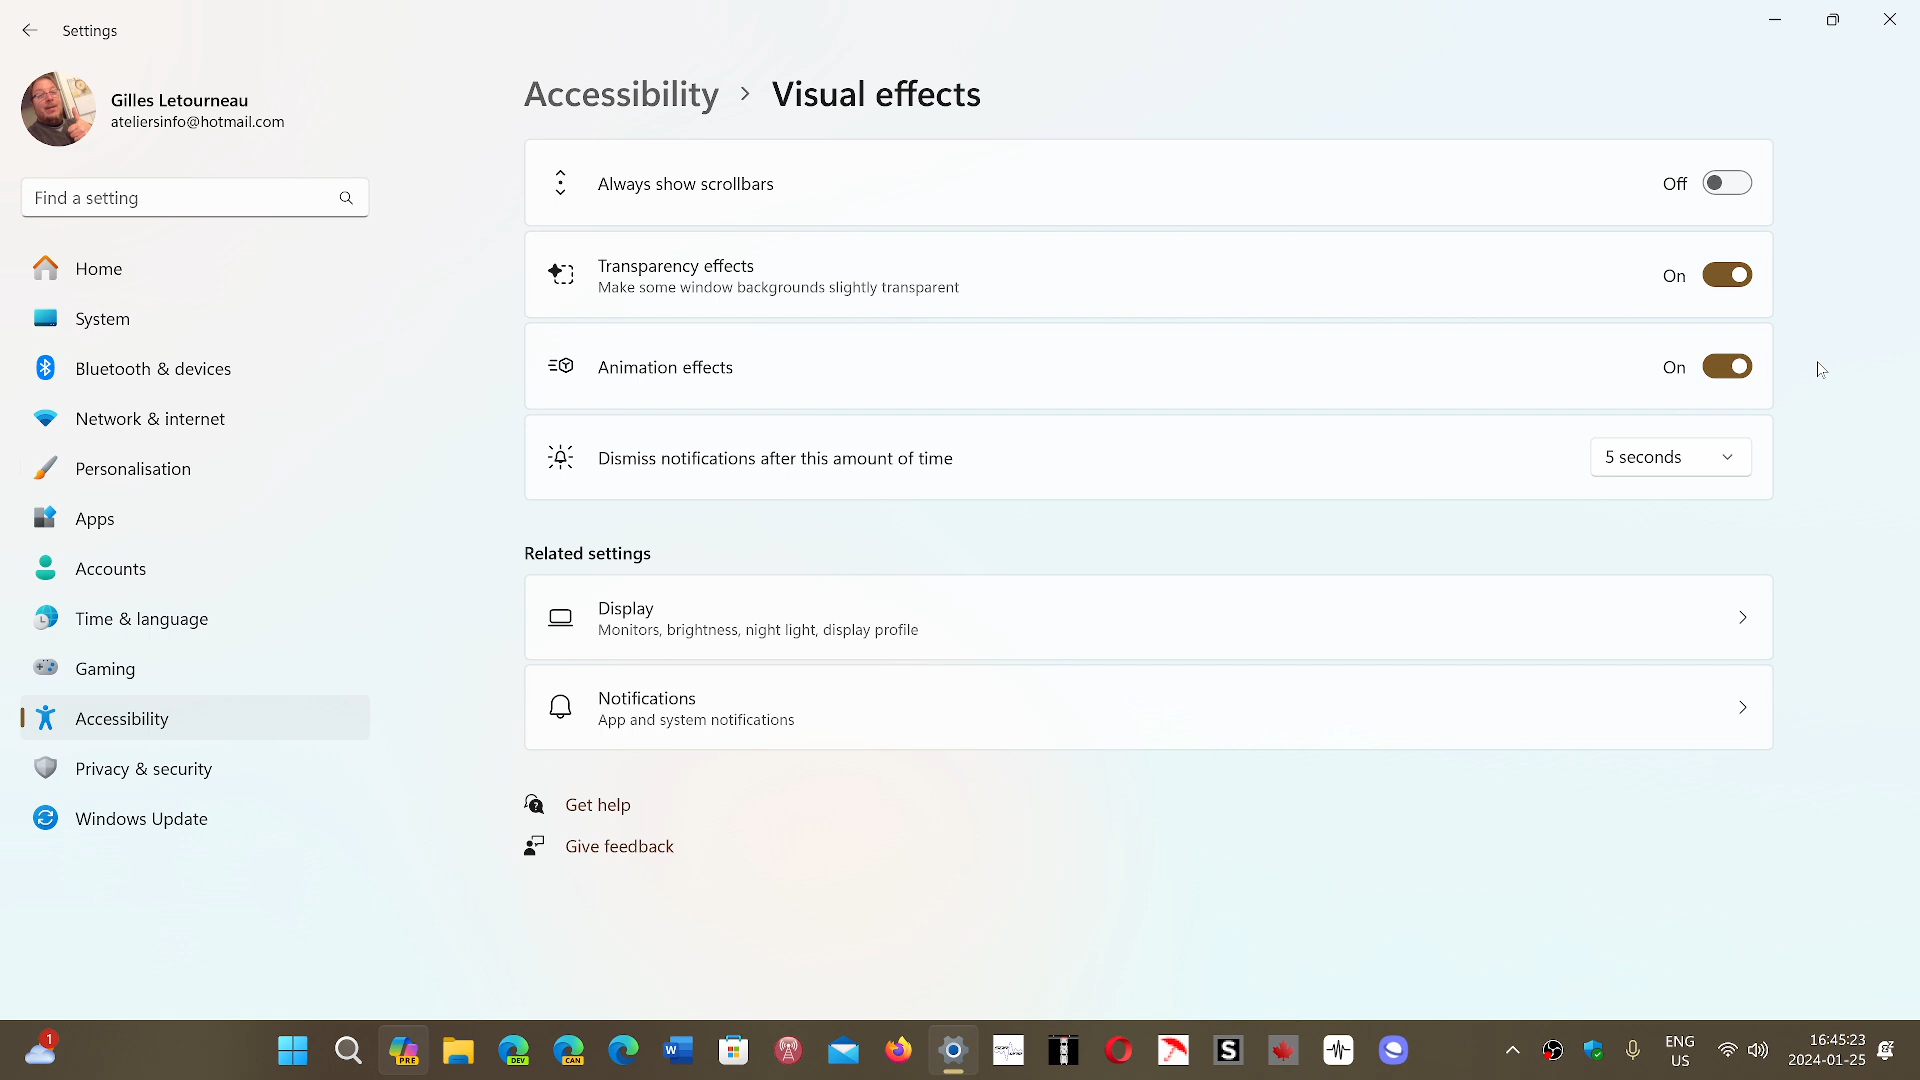 Settings
Gilles Letourneau
ateliersinfo@hotmail.com
Find a setting
Home
System
Bluetooth & devices
Network & internet
Personalisation
Apps
Accounts
Time & language
Gaming
Accessibility
Privacy & security
Windows Update
Accessibility > Visual effects
Always show scrollbars
Off
Transparency effects
Make some window backgrounds slightly transparent
On
Animation effects
On
Dismiss notifications after this amount of time
5 seconds
Related settings
Display
Monitors, brightness, night light, display profile
Notifications
App and system notifications
Get help
Give feedback
1
PRE
DEV
CAN
W
S
ENG
US
16:45:23
2024-01-25